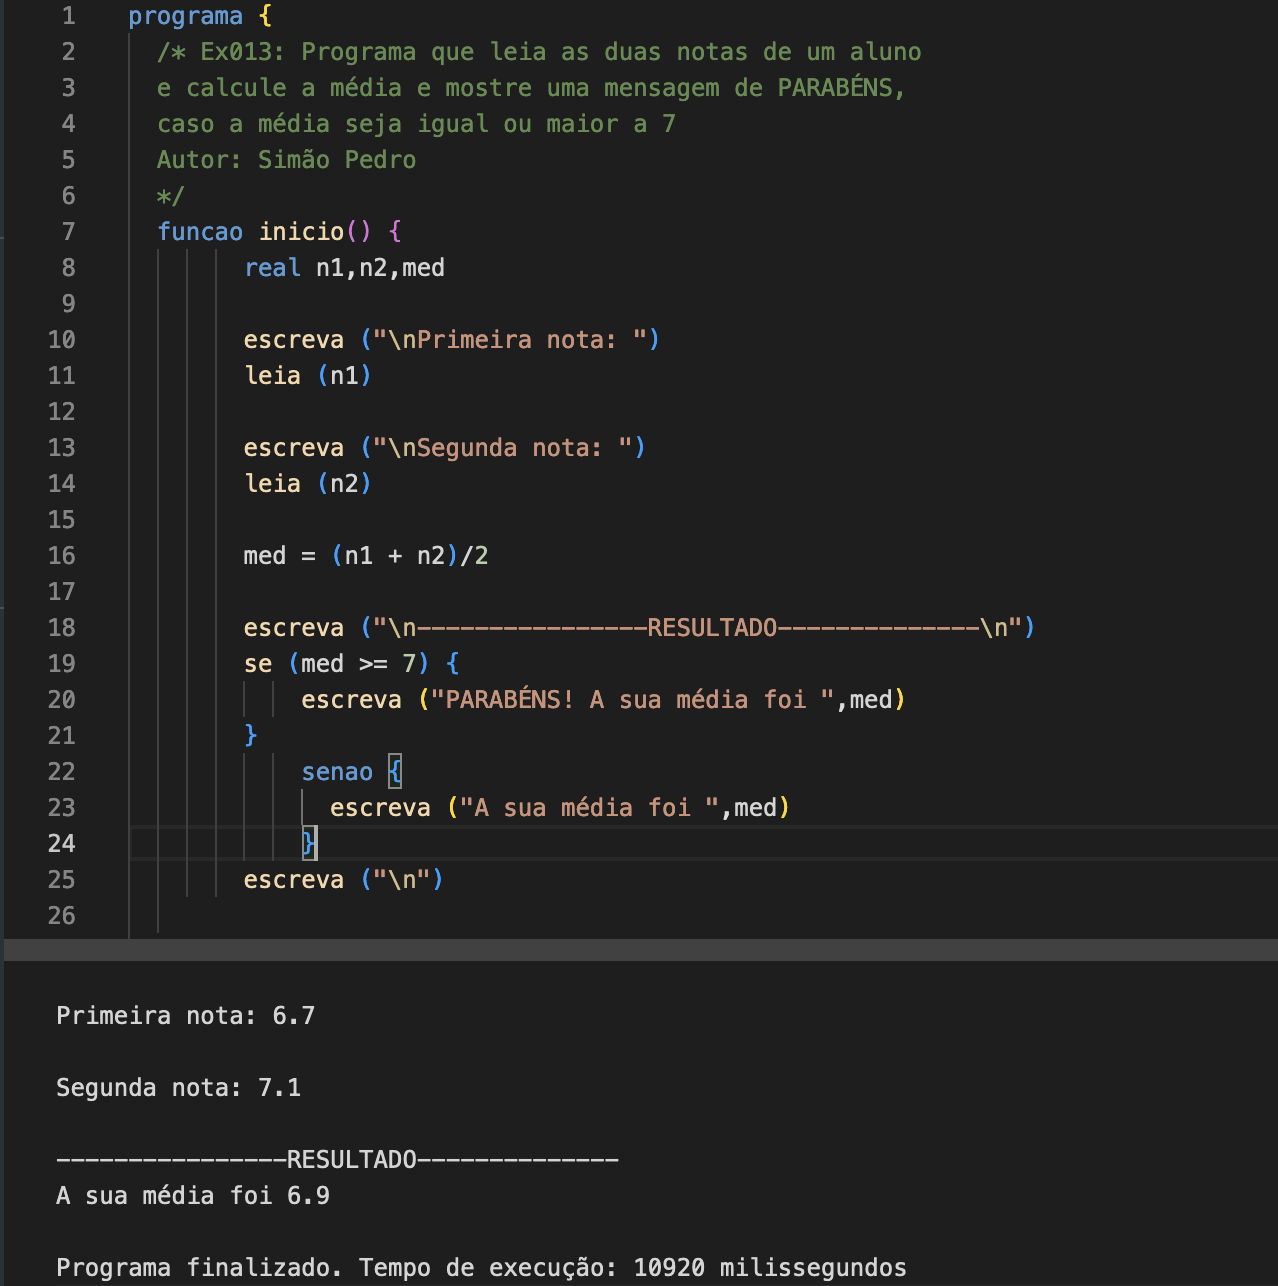 1 programa {
2 /* Ex013: Programa que leia as duas notas de um aluno
3 e calcule a média e mostre uma mensagem de PARABÉNS,
4 caso a média seja igual ou maior a 7
5 Autor: Simão Pedro
6 */
7 funcao inicio() {
8 real n1,n2,med
9
10 escreva ("\nPrimeira nota: ")
11 leia (n1)
12
13 escreva ("\nSegunda nota: ")
14 leia (n2)
15
16 med = (n1 + n2)/2
17
18 escreva ("\n----------------RESULTADO--------------\n")
19 se (med >= 7) {
20 escreva ("PARABÉNS! A sua média foi ",med)
21 }
22 senao {
23 escreva ("A sua média foi ",med)
24 }
25 escreva ("\n")
26
Primeira nota: 6.7
Segunda nota: 7.1
----------------RESULTADO--------------
A sua média foi 6.9
Programa finalizado. Tempo de execução: 10920 milissegundos